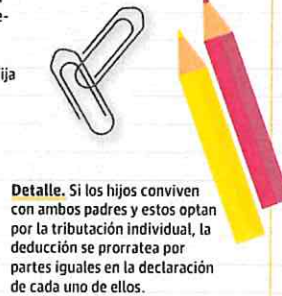 e-
ija
Detalle. Si los hijos conviven
con ambos padres y estos optan
por la tributación individual, la
deducción se prorratea por
partes iguales en la declaración
de cada uno de ellos.